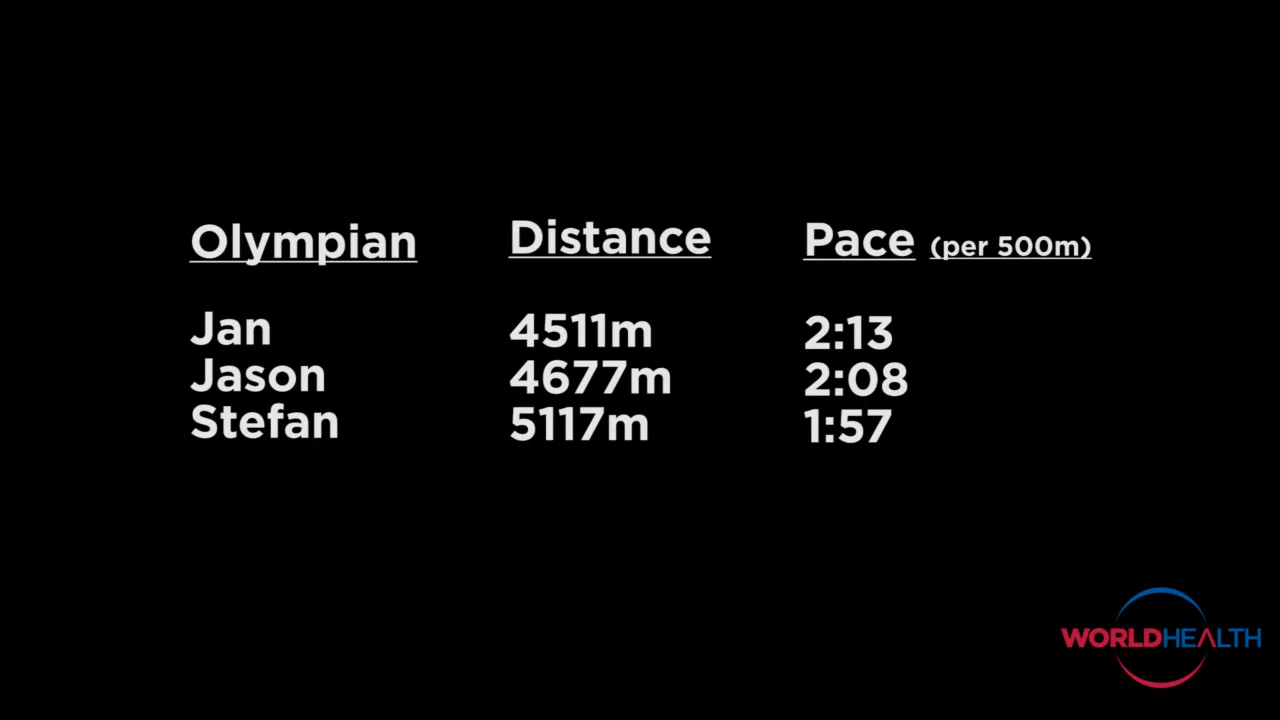 Olympian Distance Pace (per 500m)
Jan 4511m 2:13
Jason 4677m 2:08
Stefan 5117m 1:57
WORLDHEALTH